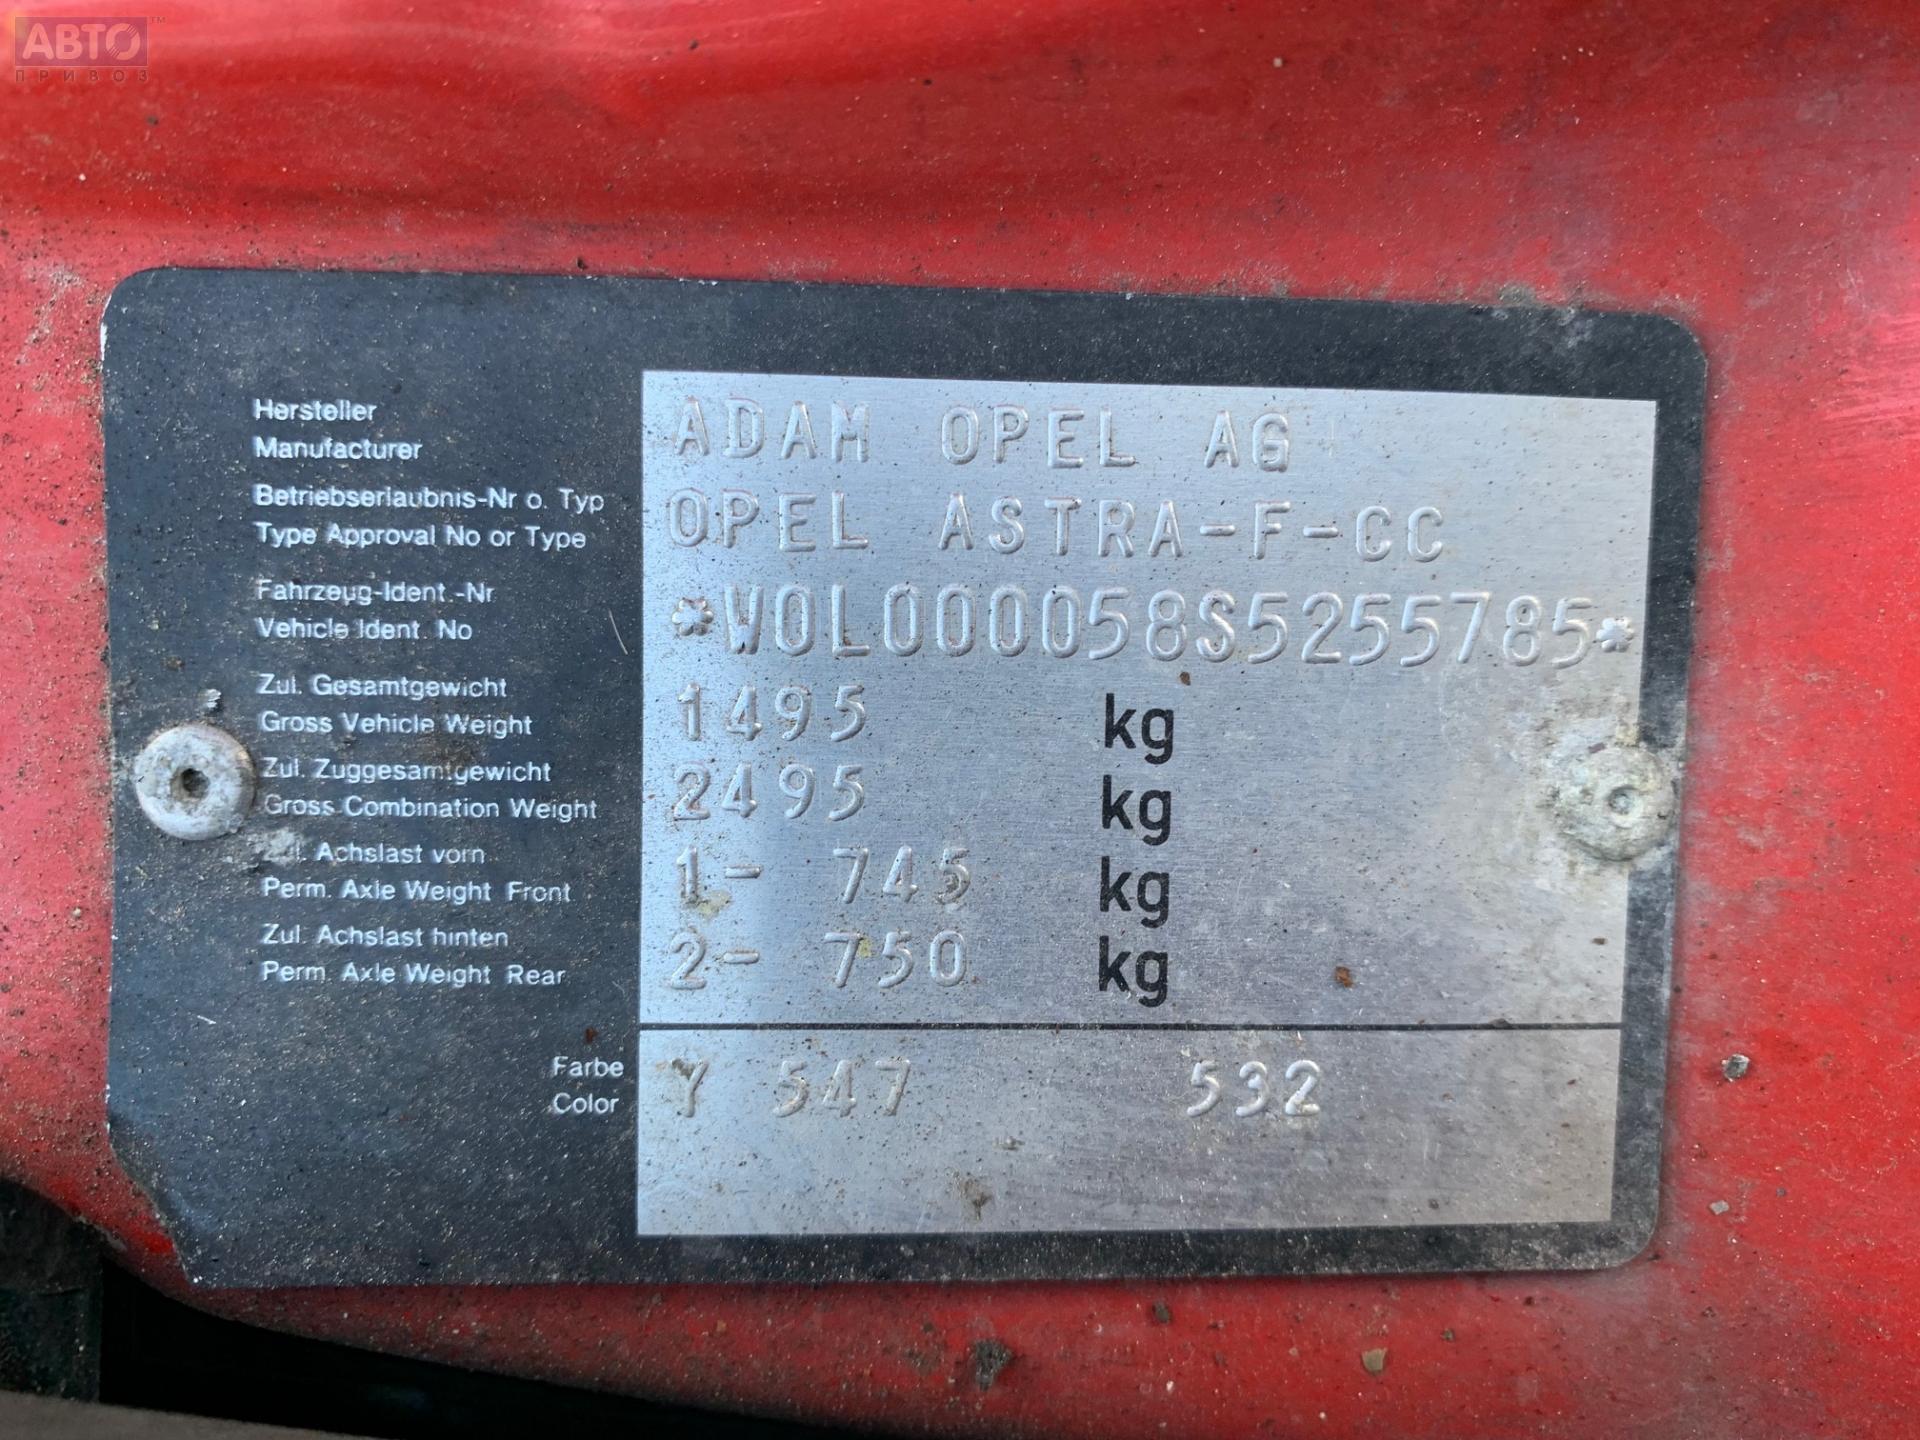 АВТО™
ПРИВОЗ
Hersteller
Manufacturer
ADAM OPEL AG
Betriebserlaubnis-Nr o. Typ
Type Approval No or Type
OPEL ASTRA-F-CC
Fahrzeug-Ident.-Nr
Vehicle Ident. No
*W0L000058S5255785*
Zul. Gesamtgewicht
Gross Vehicle Weight
1495 kg
Zul. Zuggesamtgewicht
Gross Combination Weight
2495 kg
Zul. Achslast vorn
Perm. Axle Weight Front
1- 745 kg
Zul. Achslast hinten
Perm. Axle Weight Rear
2- 750 kg
Farbe
Color
Y 547 532